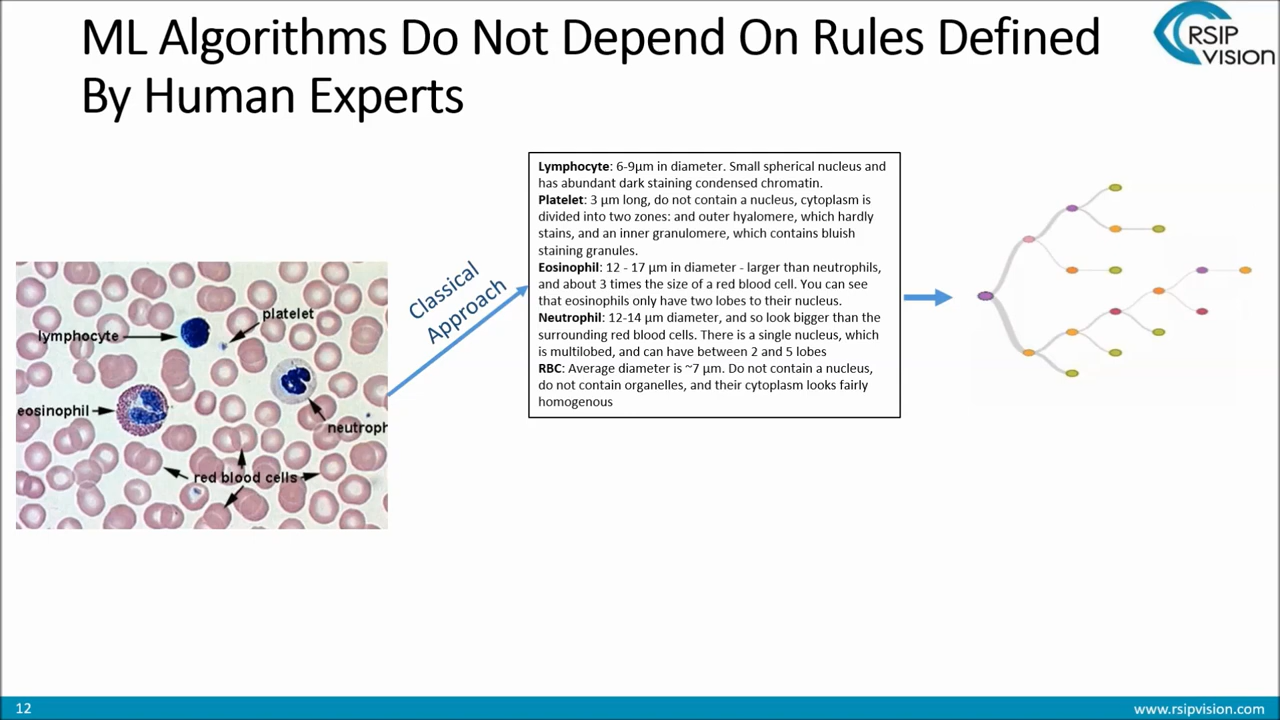 ML Algorithms Do Not Depend On Rules Defined
By Human Experts
RSIP
VISION
Classical
Approach
Lymphocyte: 6-9µm in diameter. Small spherical nucleus and
has abundant dark staining condensed chromatin.
Platelet: 3 µm long, do not contain a nucleus, cytoplasm is
divided into two zones: and outer hyalomere, which hardly
stains, and an inner granulomere, which contains bluish
staining granules.
Eosinophil: 12 - 17 µm in diameter - larger than neutrophils,
and about 3 times the size of a red blood cell. You can see
that eosinophils only have two lobes to their nucleus.
Neutrophil: 12-14 µm diameter, and so look bigger than the
surrounding red blood cells. There is a single nucleus, which
is multilobed, and can have between 2 and 5 lobes
RBC: Average diameter is ~7 µm. Do not contain a nucleus,
do not contain organelles, and their cytoplasm looks fairly
homogenous
platelet
lymphocyte
eosinophil
neutroph
red blood cells
12
www.rsipvision.com